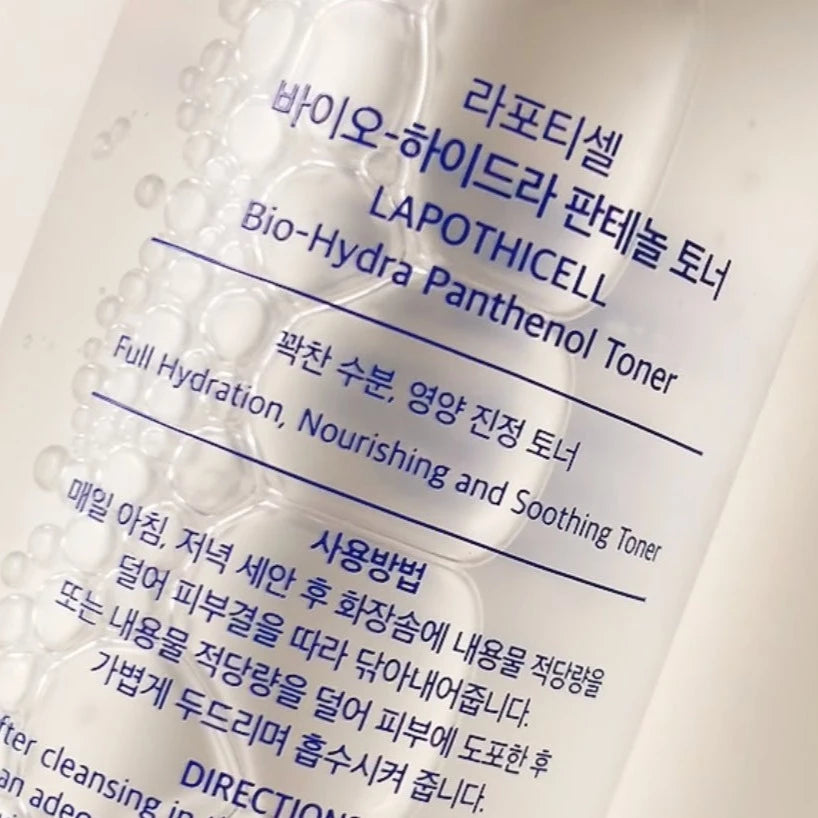 라포티셀
바이오-하이드라 판테놀 토너
LAPOTHICELL
Bio-Hydra Panthenol Toner
꽉찬 수분, 영양 진정 토너
Full Hydration, Nourishing and Soothing Toner
사용방법
매일 아침, 저녁 세안 후 화장솜에 내용물 적당량을
덜어 피부결을 따라 닦아내어줍니다.
또는 내용물 적당량을 덜어 피부에 도포한 후
가볍게 두드리며 흡수시켜 줍니다.
DIRECTIONS
cleansing in
an